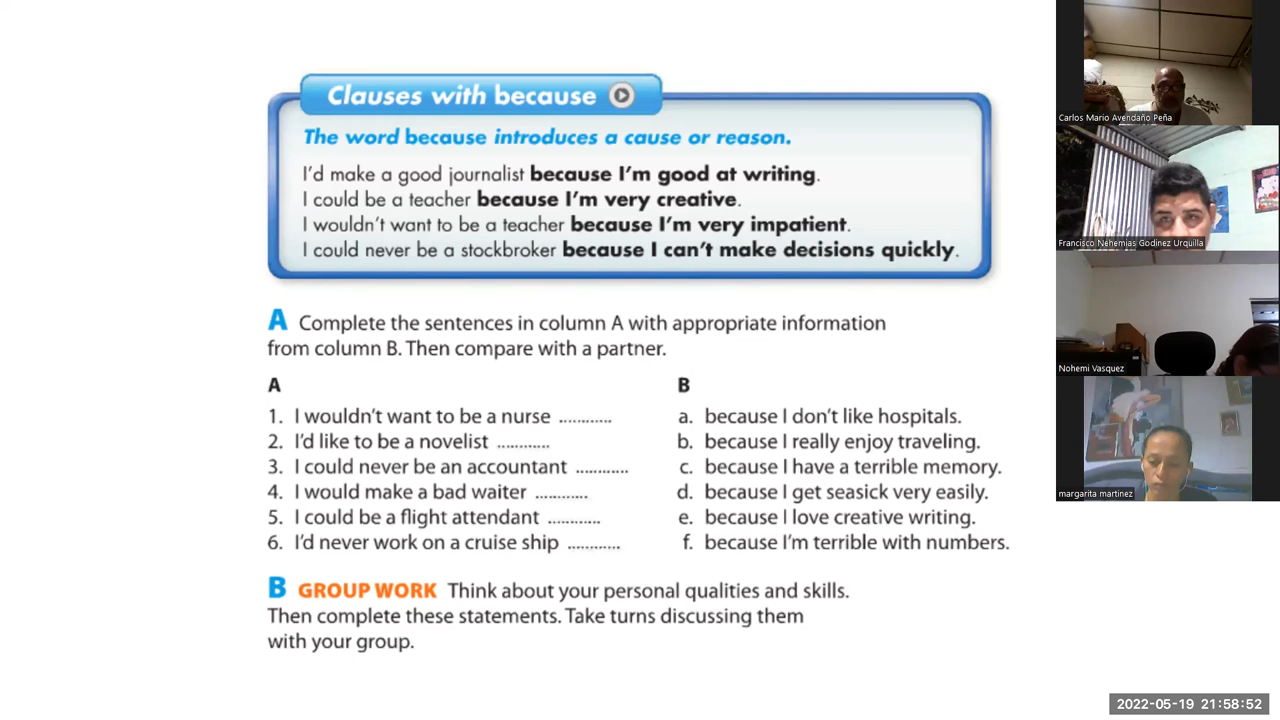 Clauses with because
The word because introduces a cause or reason.
I'd make a good journalist because I'm good at writing.
I could be a teacher because I'm very creative.
I wouldn't want to be a teacher because I'm very impatient.
I could never be a stockbroker because I can't make decisions quickly.
A Complete the sentences in column A with appropriate information
from column B. Then compare with a partner.
A
1. I wouldn't want to be a nurse ............
2. I'd like to be a novelist ............
3. I could never be an accountant ............
4. I would make a bad waiter ............
5. I could be a flight attendant ............
6. I'd never work on a cruise ship ............
B
a. because I don't like hospitals.
b. because I really enjoy traveling.
c. because I have a terrible memory.
d. because I get seasick very easily.
e. because I love creative writing.
f. because I'm terrible with numbers.
B GROUP WORK Think about your personal qualities and skills.
Then complete these statements. Take turns discussing them
with your group.
Carlos Mario Avendaño Peña
Francisco Nehemias Godinez Urquilla
Nohemi Vasquez
margarita martinez
2022-05-19 21:58:52